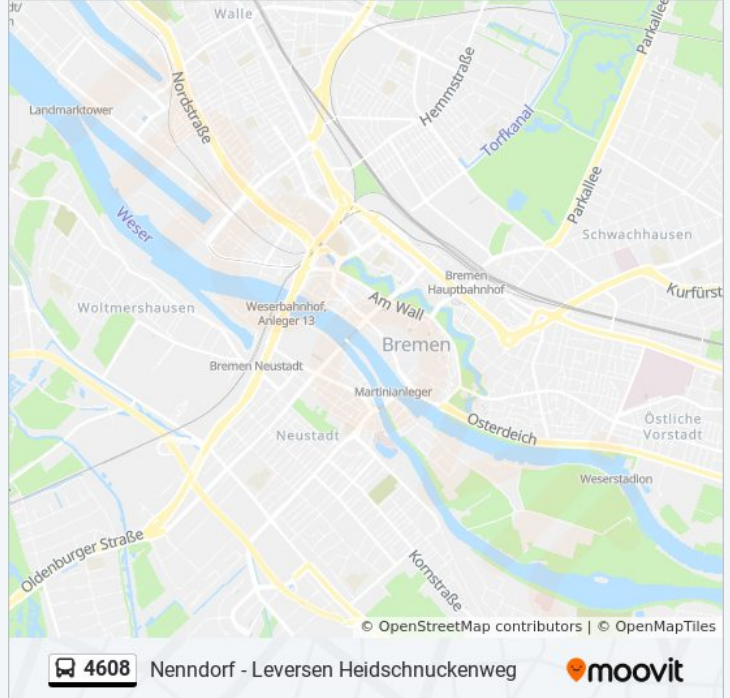 dt/
Walle
Parkallee
Nordstraße
Hemmstraße
Landmarktower
Torfkanal
Parkallee
Weser
Schwachhausen
Bremen
Hauptbahnhof
Kurfürst
Woltmershausen
Weserbahnhof,
Anleger 13
Am Wall
Bremen
Bremen Neustadt
Martinianleger
Neustadt
Osterdeich
Östliche
Vorstadt
Weserstadion
Oldenburger Straße
Kornstraße
© OpenStreetMap contributors | © OpenMapTiles
4608 Nenndorf - Leversen Heidschnuckenweg moovit